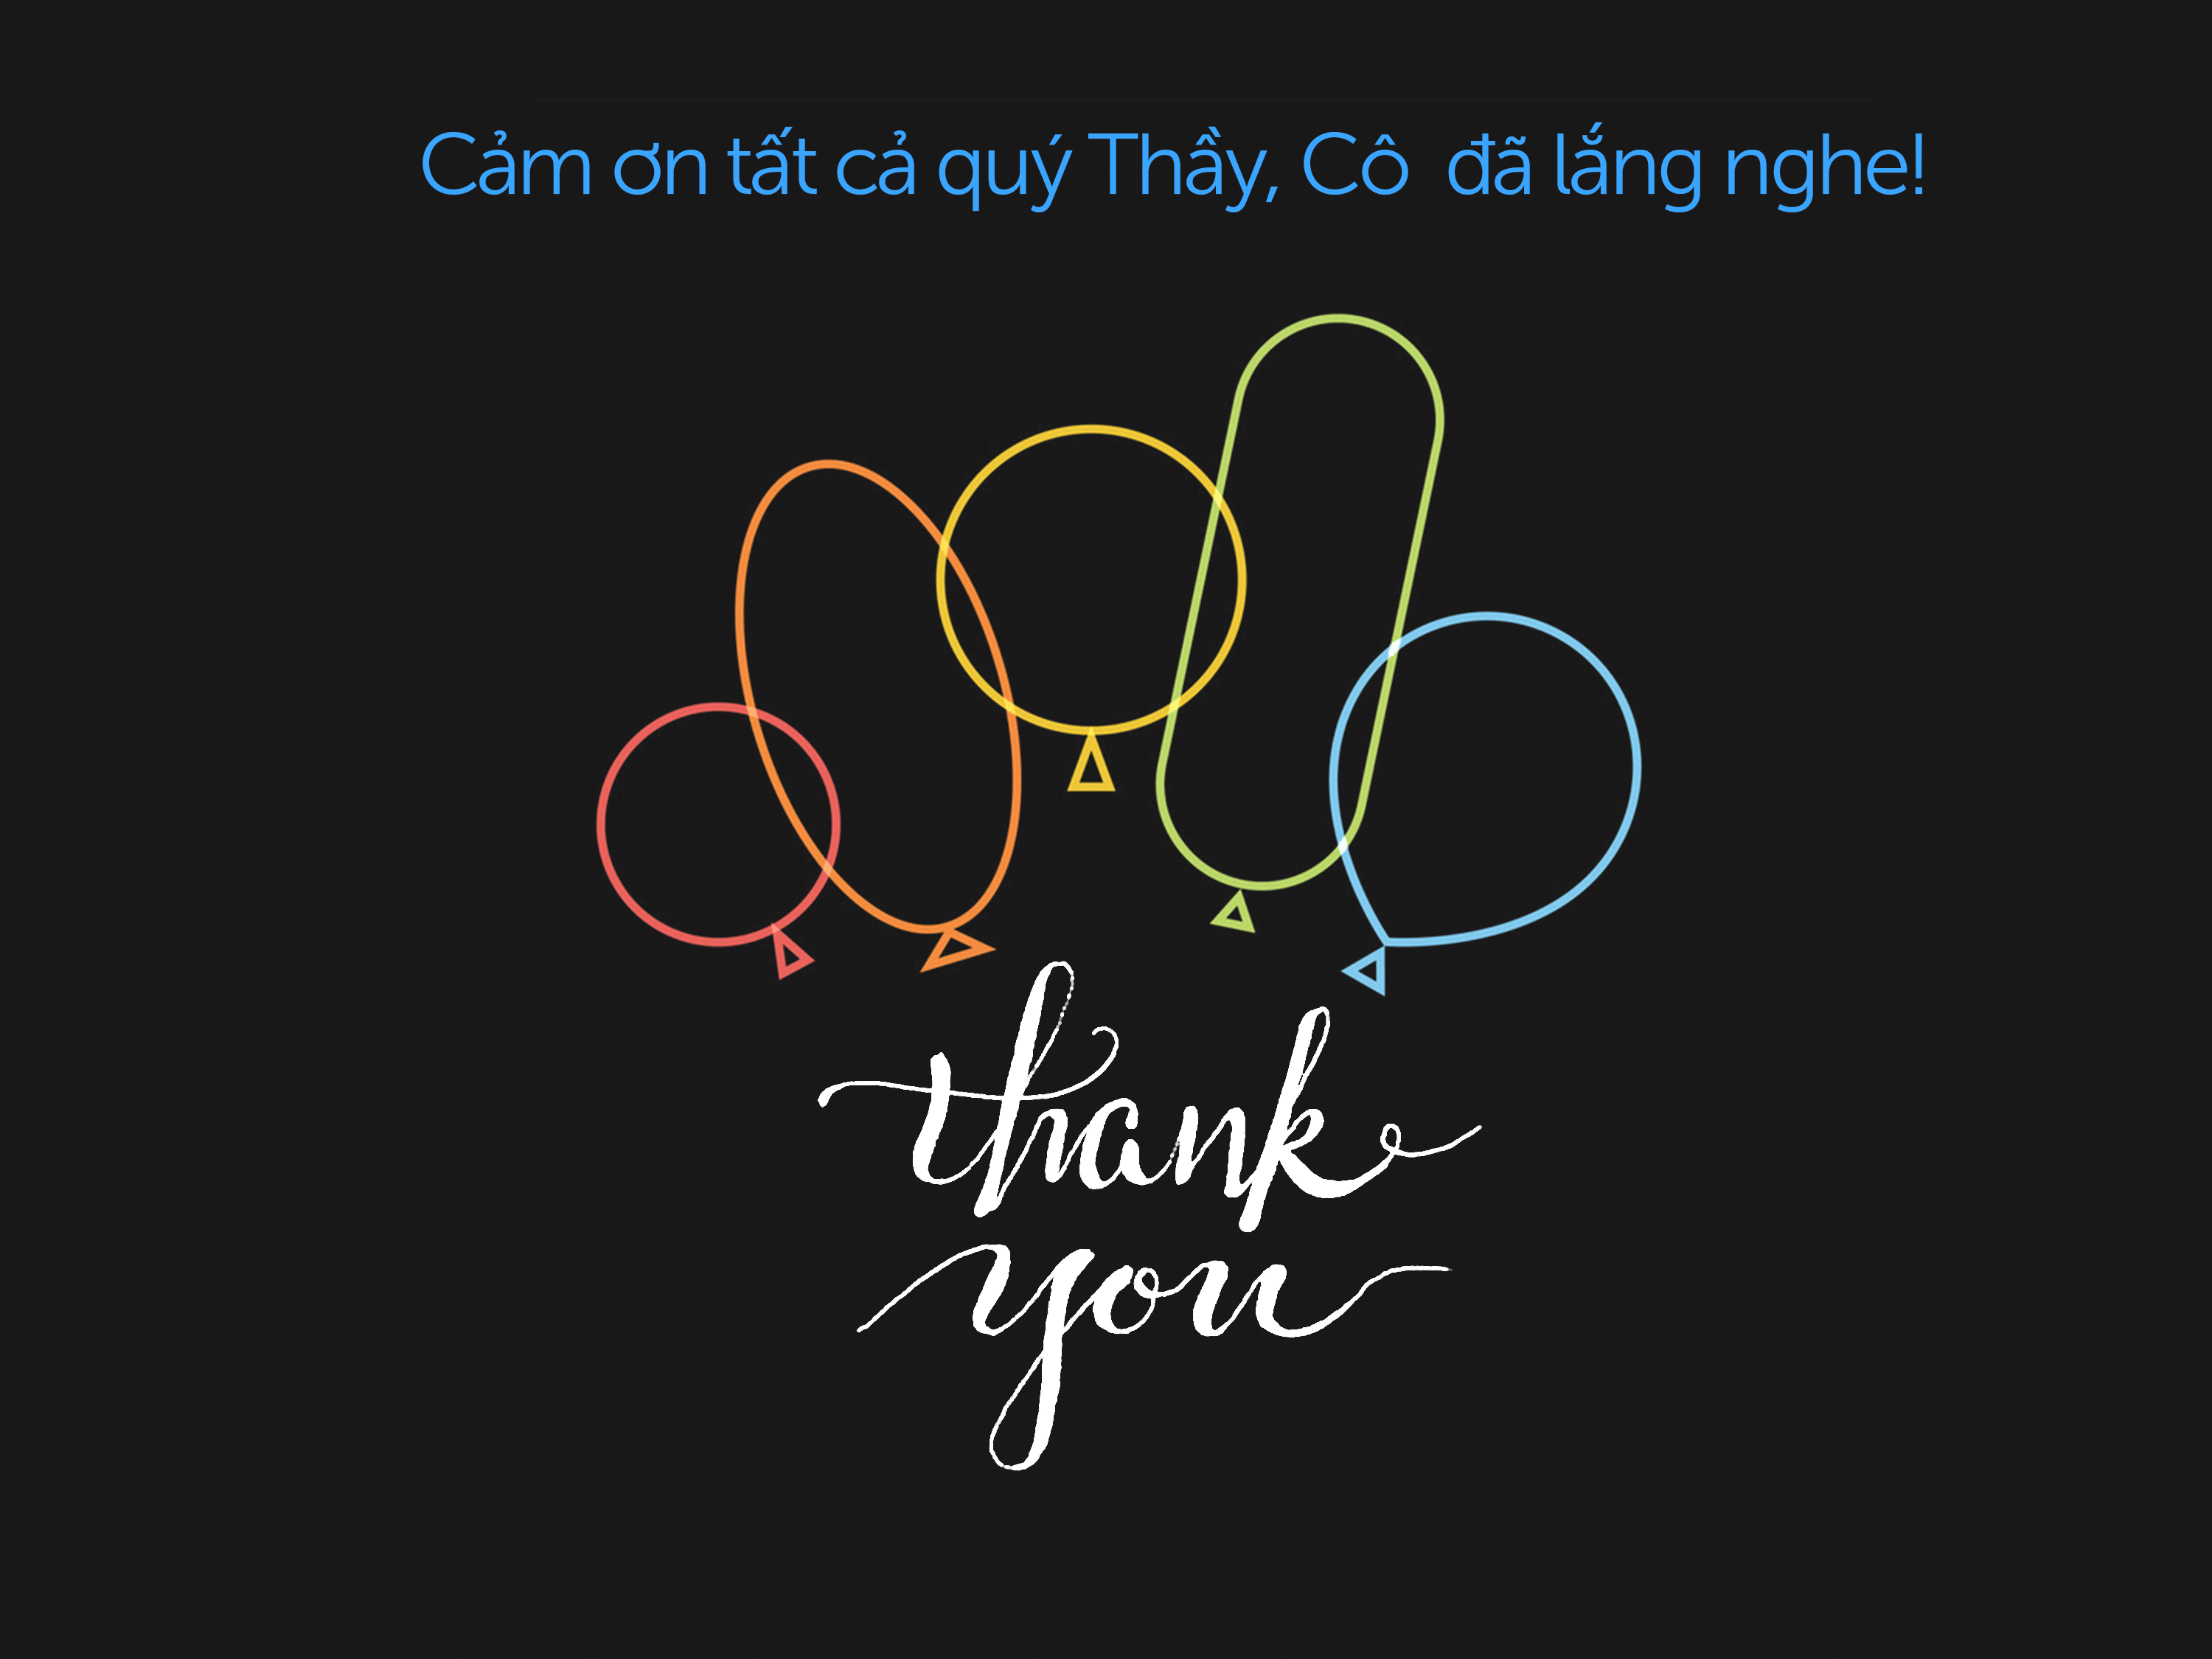 Cảm ơn tất cả quý Thầy, Cô đã lắng nghe!
thank
you